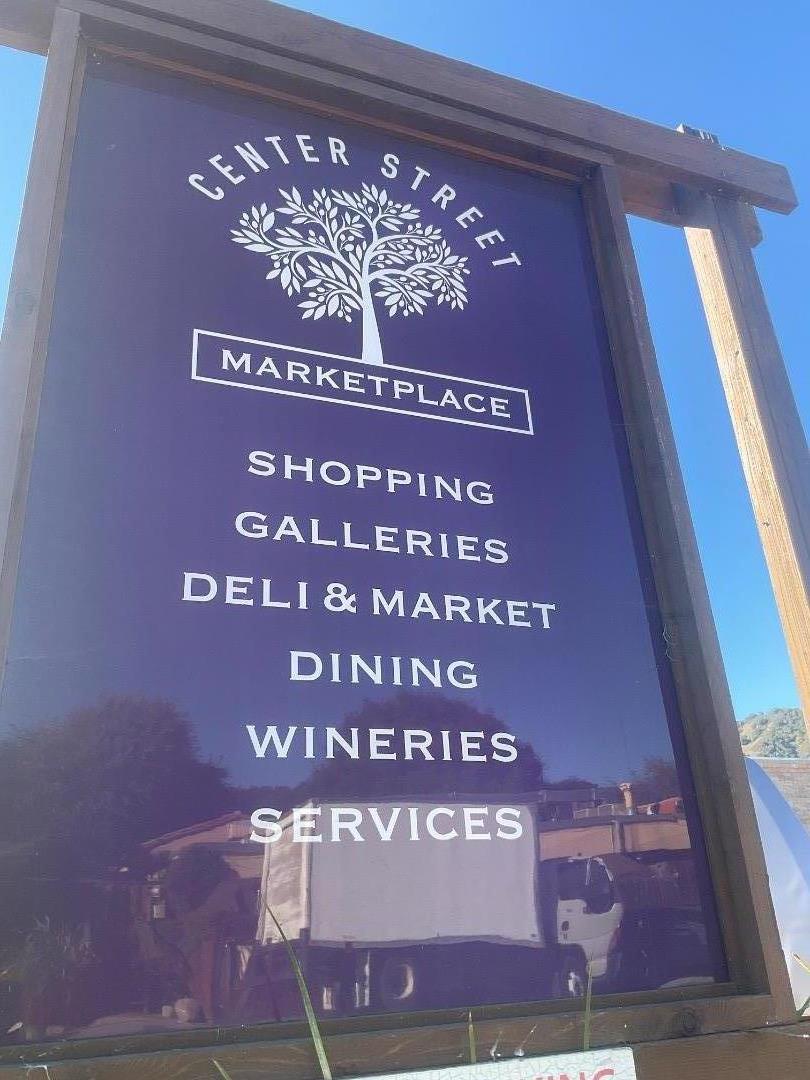 CENTER STREET
MARKETPLACE
SHOPPING
GALLERIES
DELI & MARKET
DINING
WINERIES
SERVICES